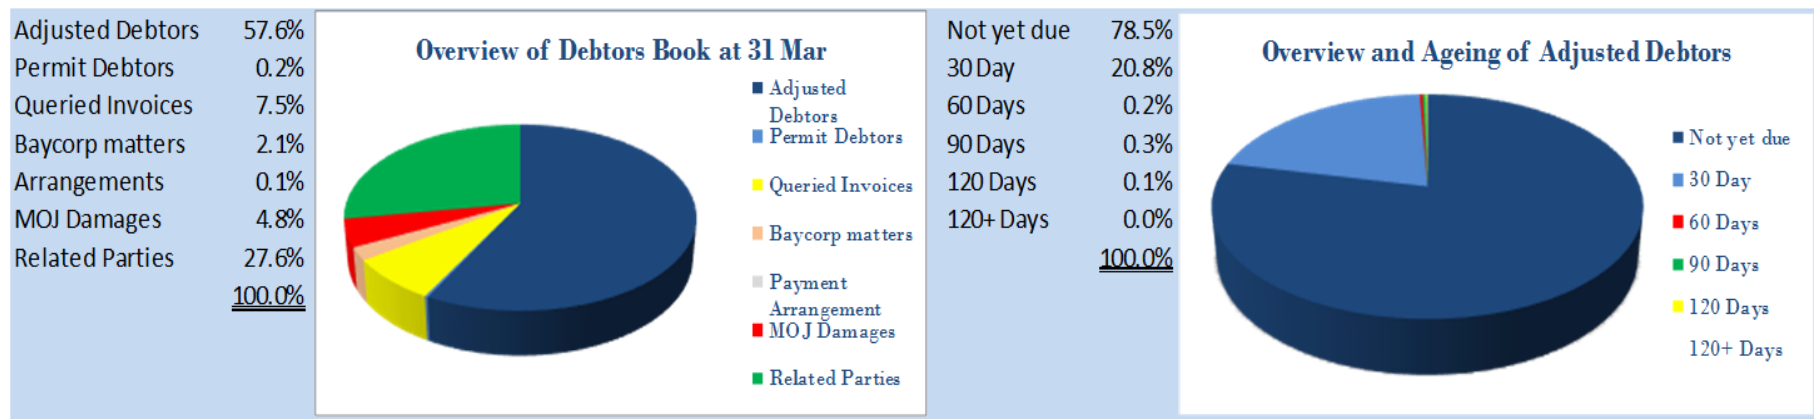 Adjusted Debtors 57.6%
Permit Debtors 0.2%
Queried Invoices 7.5%
Baycorp matters 2.1%
Arrangements 0.1%
MOJ Damages 4.8%
Related Parties 27.6%
100.0%
Overview of Debtors Book at 31 Mar
Adjusted
Debtors
Permit Debtors
Queried Invoices
Baycorp matters
Payment
Arrangement
MOJ Damages
Related Parties
Not yet due 78.5%
30 Day 20.8%
60 Days 0.2%
90 Days 0.3%
120 Days 0.1%
120+ Days 0.0%
100.0%
Overview and Ageing of Adjusted Debtors
Not yet due
30 Day
60 Days
90 Days
120 Days
120+ Days